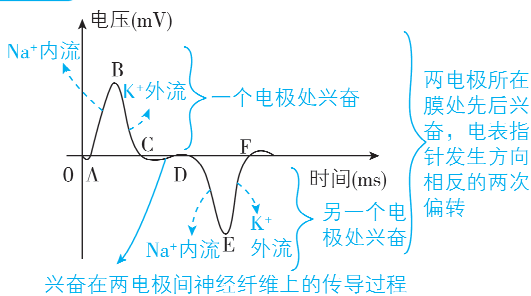 电压(mV)
Na⁺内流
B
K⁺外流
一个电极处兴奋
两电极所在
膜处先后兴
奋，电表指
针发生方向
相反的两次
偏转
C
F
0
A
D
时间(ms)
另一个电
极处兴奋
K⁺
外流
Na⁺内流
E
兴奋在两电极间神经纤维上的传导过程